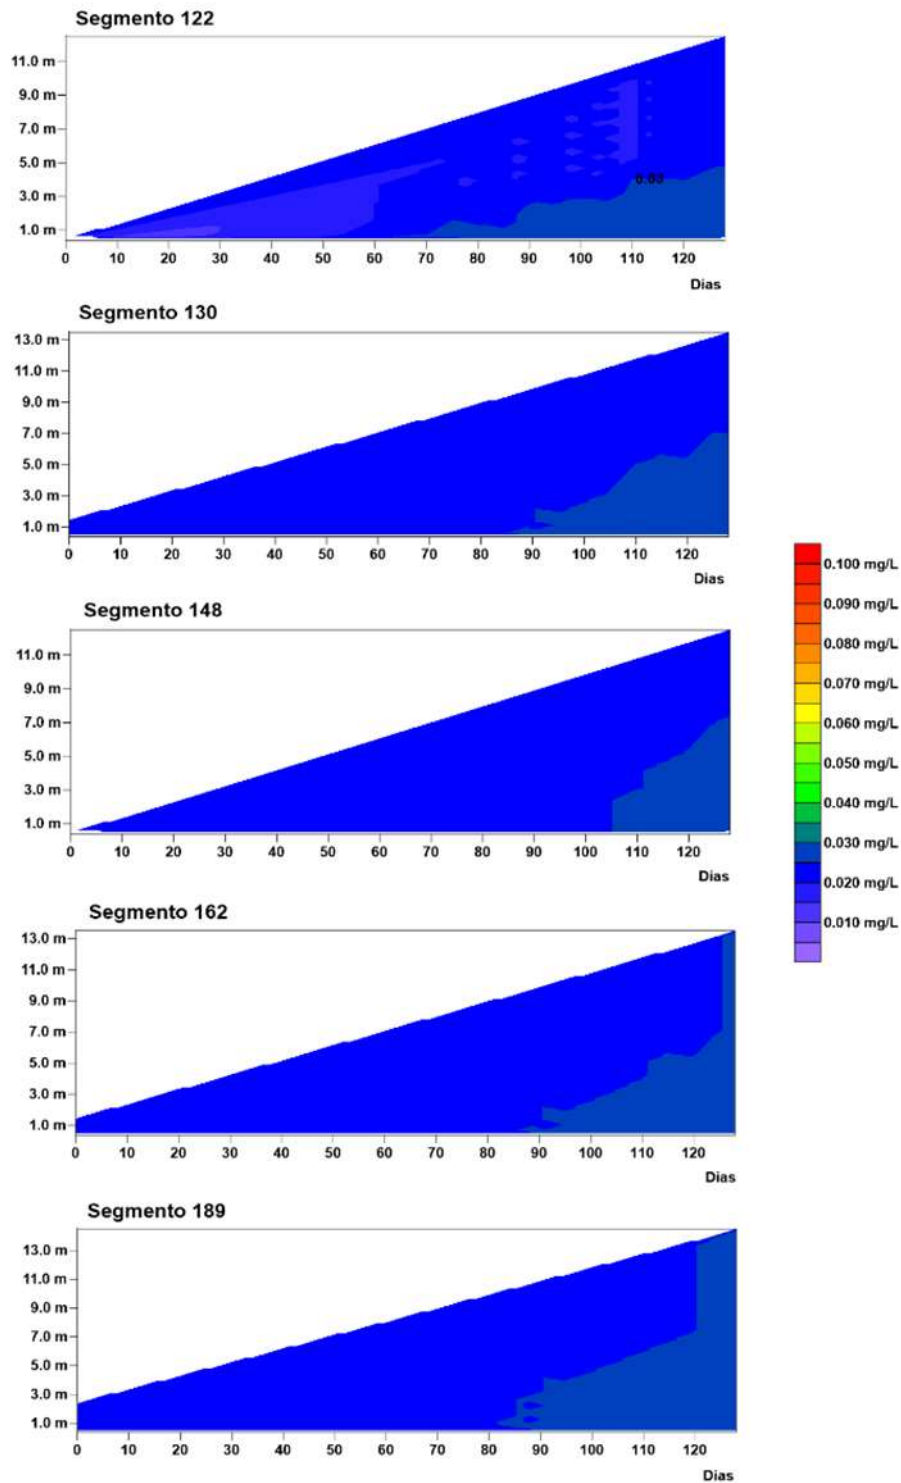 Segmento 122
11.0 m
9.0 m
7.0 m
5.0 m
3.0 m
1.0 m
0.03
0 10 20 30 40 50 60 70 80 90 100 110 120
Dias
Segmento 130
13.0 m
11.0 m
9.0 m
7.0 m
5.0 m
3.0 m
1.0 m
0 10 20 30 40 50 60 70 80 90 100 110 120
Dias
Segmento 148
11.0 m
9.0 m
7.0 m
5.0 m
3.0 m
1.0 m
0 10 20 30 40 50 60 70 80 90 100 110 120
Dias
Segmento 162
13.0 m
11.0 m
9.0 m
7.0 m
5.0 m
3.0 m
1.0 m
0 10 20 30 40 50 60 70 80 90 100 110 120
Dias
Segmento 189
13.0 m
11.0 m
9.0 m
7.0 m
5.0 m
3.0 m
1.0 m
0 10 20 30 40 50 60 70 80 90 100 110 120
Dias
0.100 mg/L
0.090 mg/L
0.080 mg/L
0.070 mg/L
0.060 mg/L
0.050 mg/L
0.040 mg/L
0.030 mg/L
0.020 mg/L
0.010 mg/L